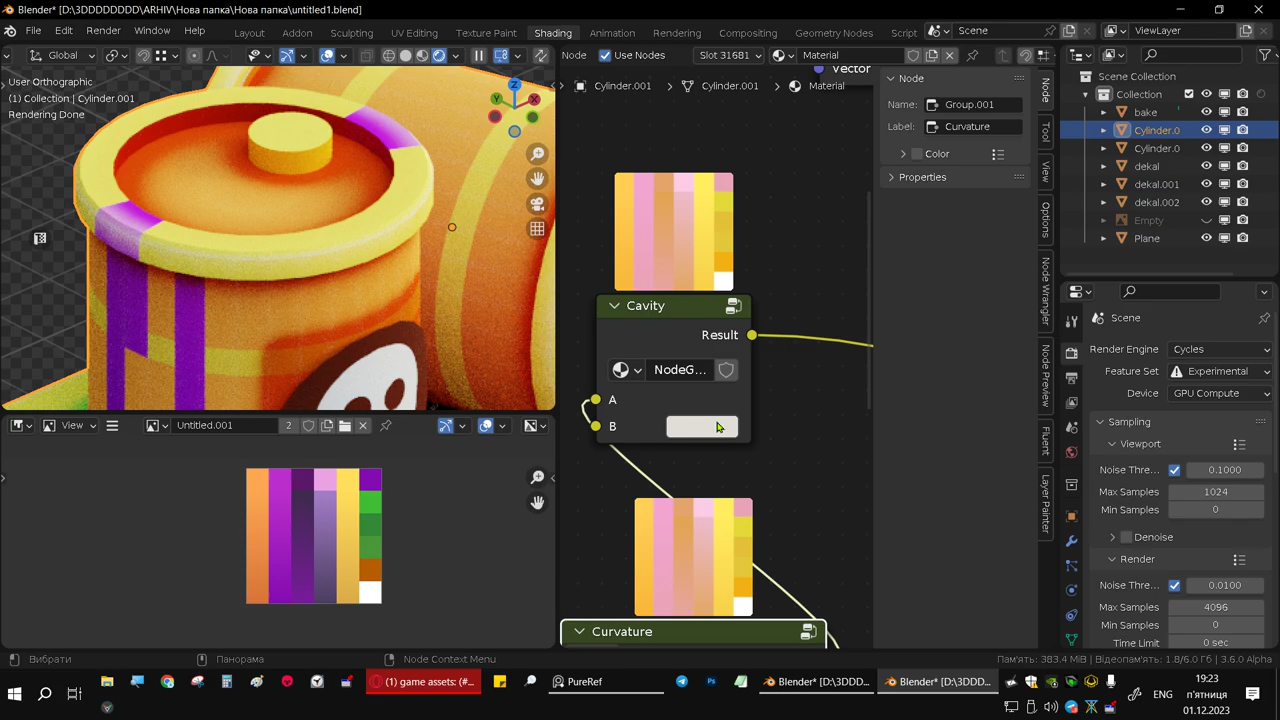 Blender* [D:\3DDDDDDDD\ARHIV\Нова папка\Нова папка\untitled1.blend]
File Edit Render Window Help Layout Addon Sculpting UV Editing Texture Paint Shading Animation Rendering Compositing Geometry Nodes Scene ViewLayer
Global Node Use Nodes Slot 31681 Material
User Orthographic
(1) Collection | Cylinder.001
Rendering Done
Z
Y
X
Vector
Cylinder.001 Cylinder.001 Material
Node
Name: Group.001
Label: Curvature
Color
Properties
Node
Tool
View
Options
Node Wrangler
Node Preview
Fluent
Layer Painter
Scene Collection
Collection
bake
Cylinder.0
Cylinder.0
dekal
dekal.001
dekal.002
Empty
Plane
Cavity
Result
NodeG...
A
B
Curvature
View Untitled.001 2
Scene
Render Engine Cycles
Feature Set Experimental
Device GPU Compute
Sampling
Viewport
Noise Thre... 0.1000
Max Samples 1024
Min Samples 0
Denoise
Render
Noise Thre... 0.0100
Max Samples 4096
Min Samples 0
Time Limit 0 sec
Вибрати Панорама Node Context Menu Пам'ять: 383.4 MiB | Відеопам'ять: 1.8/6.0 Гі | 3.6.0 Alpha
(1) game assets: (#... PureRef Blender* [D:\3DDD... Blender* [D:\3DDD... ENG
19:23
п'ятниця
01.12.2023